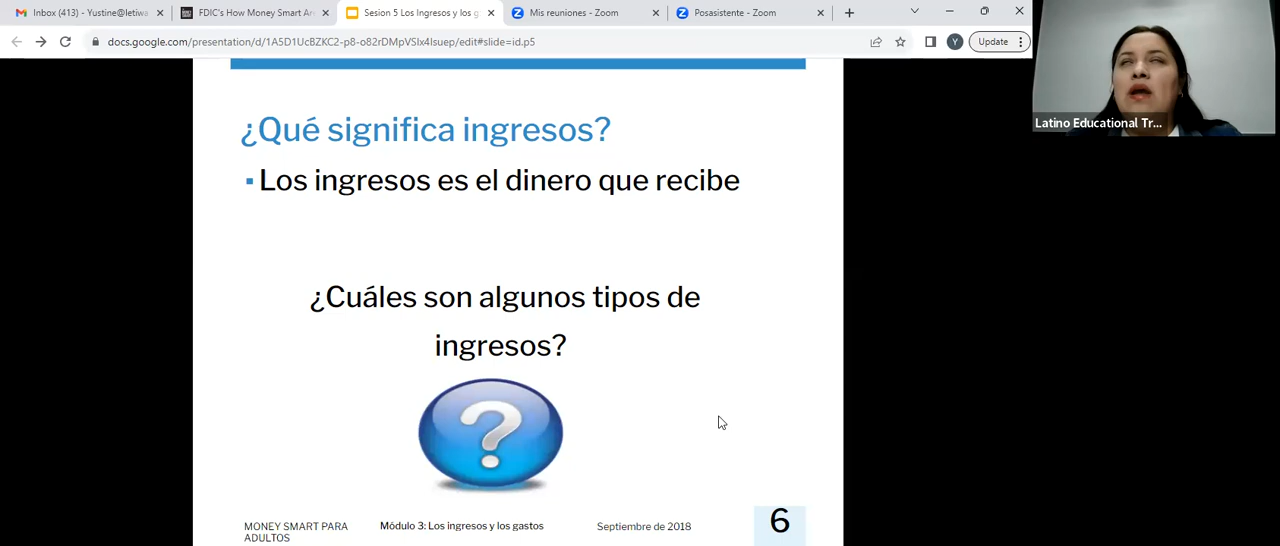 Inbox (413) - Yustine@letiwa
FDIC's How Money Smart Are
Sesion 5 Los Ingresos y los g
Mis reuniones - Zoom
Posasistente - Zoom
docs.google.com/presentation/d/1A5D1UcBZKC2-p8-o82rDMpVSIx4Isuep/edit#slide=id.p5
Y
Update
Latino Educational Tr...
¿Qué significa ingresos?
▪ Los ingresos es el dinero que recibe
¿Cuáles son algunos tipos de
ingresos?
?
MONEY SMART PARA
ADULTOS
Módulo 3: Los ingresos y los gastos
Septiembre de 2018
6